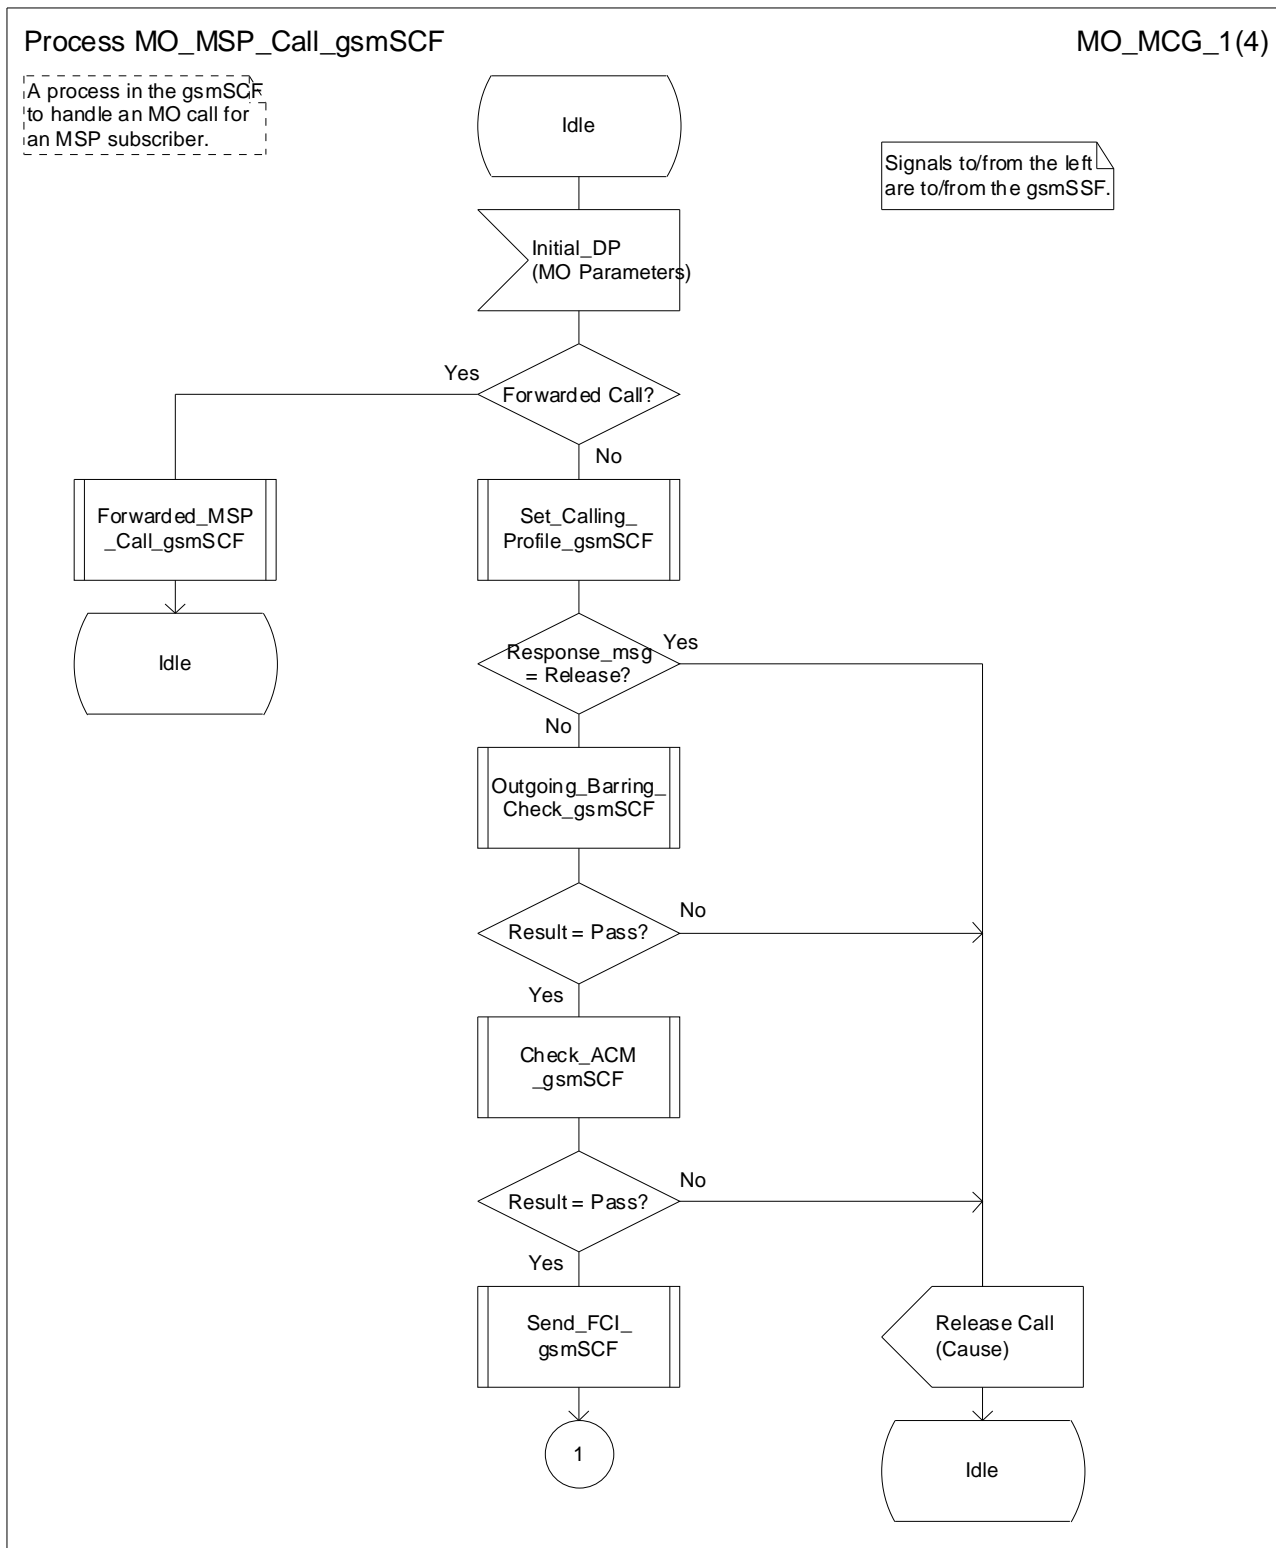 Process MO_MSP_Call_gsmSCF
MO_MCG_1(4)
A process in the gsmSCF
to handle an MO call for
an MSP subscriber.
Idle
Signals to/from the left
are to/from the gsmSSF.
Initial_DP
(MO Parameters)
Yes
Forwarded Call?
No
Forwarded_MSP
_Call_gsmSCF
Set_Calling_
Profile_gsmSCF
Idle
Response_msg
= Release?
Yes
No
Outgoing_Barring_
Check_gsmSCF
Result = Pass?
No
Yes
Check_ACM
_gsmSCF
Result = Pass?
No
Yes
Send_FCI_
gsmSCF
Release Call
(Cause)
1
Idle